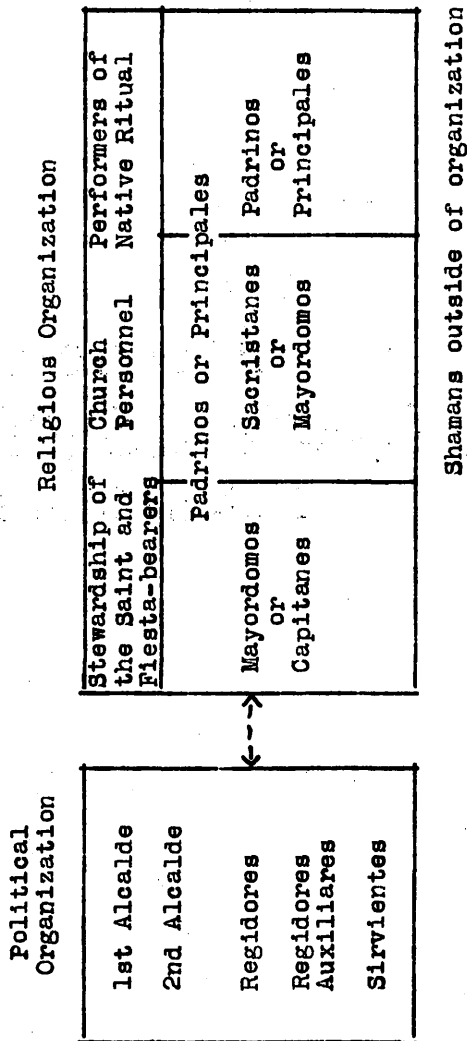 Political
Organization
1st Alcalde
2nd Alcalde
Regidores
Regidores
Auxiliares
Sirvientes
Religious Organization
Stewardship of
the Saint and
Fiesta-bearers
Church
Personnel
Performers of
Native Ritual
Padrinos or Principales
Mayordomos
or
Capitanes
Sacristanes
or
Mayordomos
Padrinos
or
Principales
Shamans outside of organization